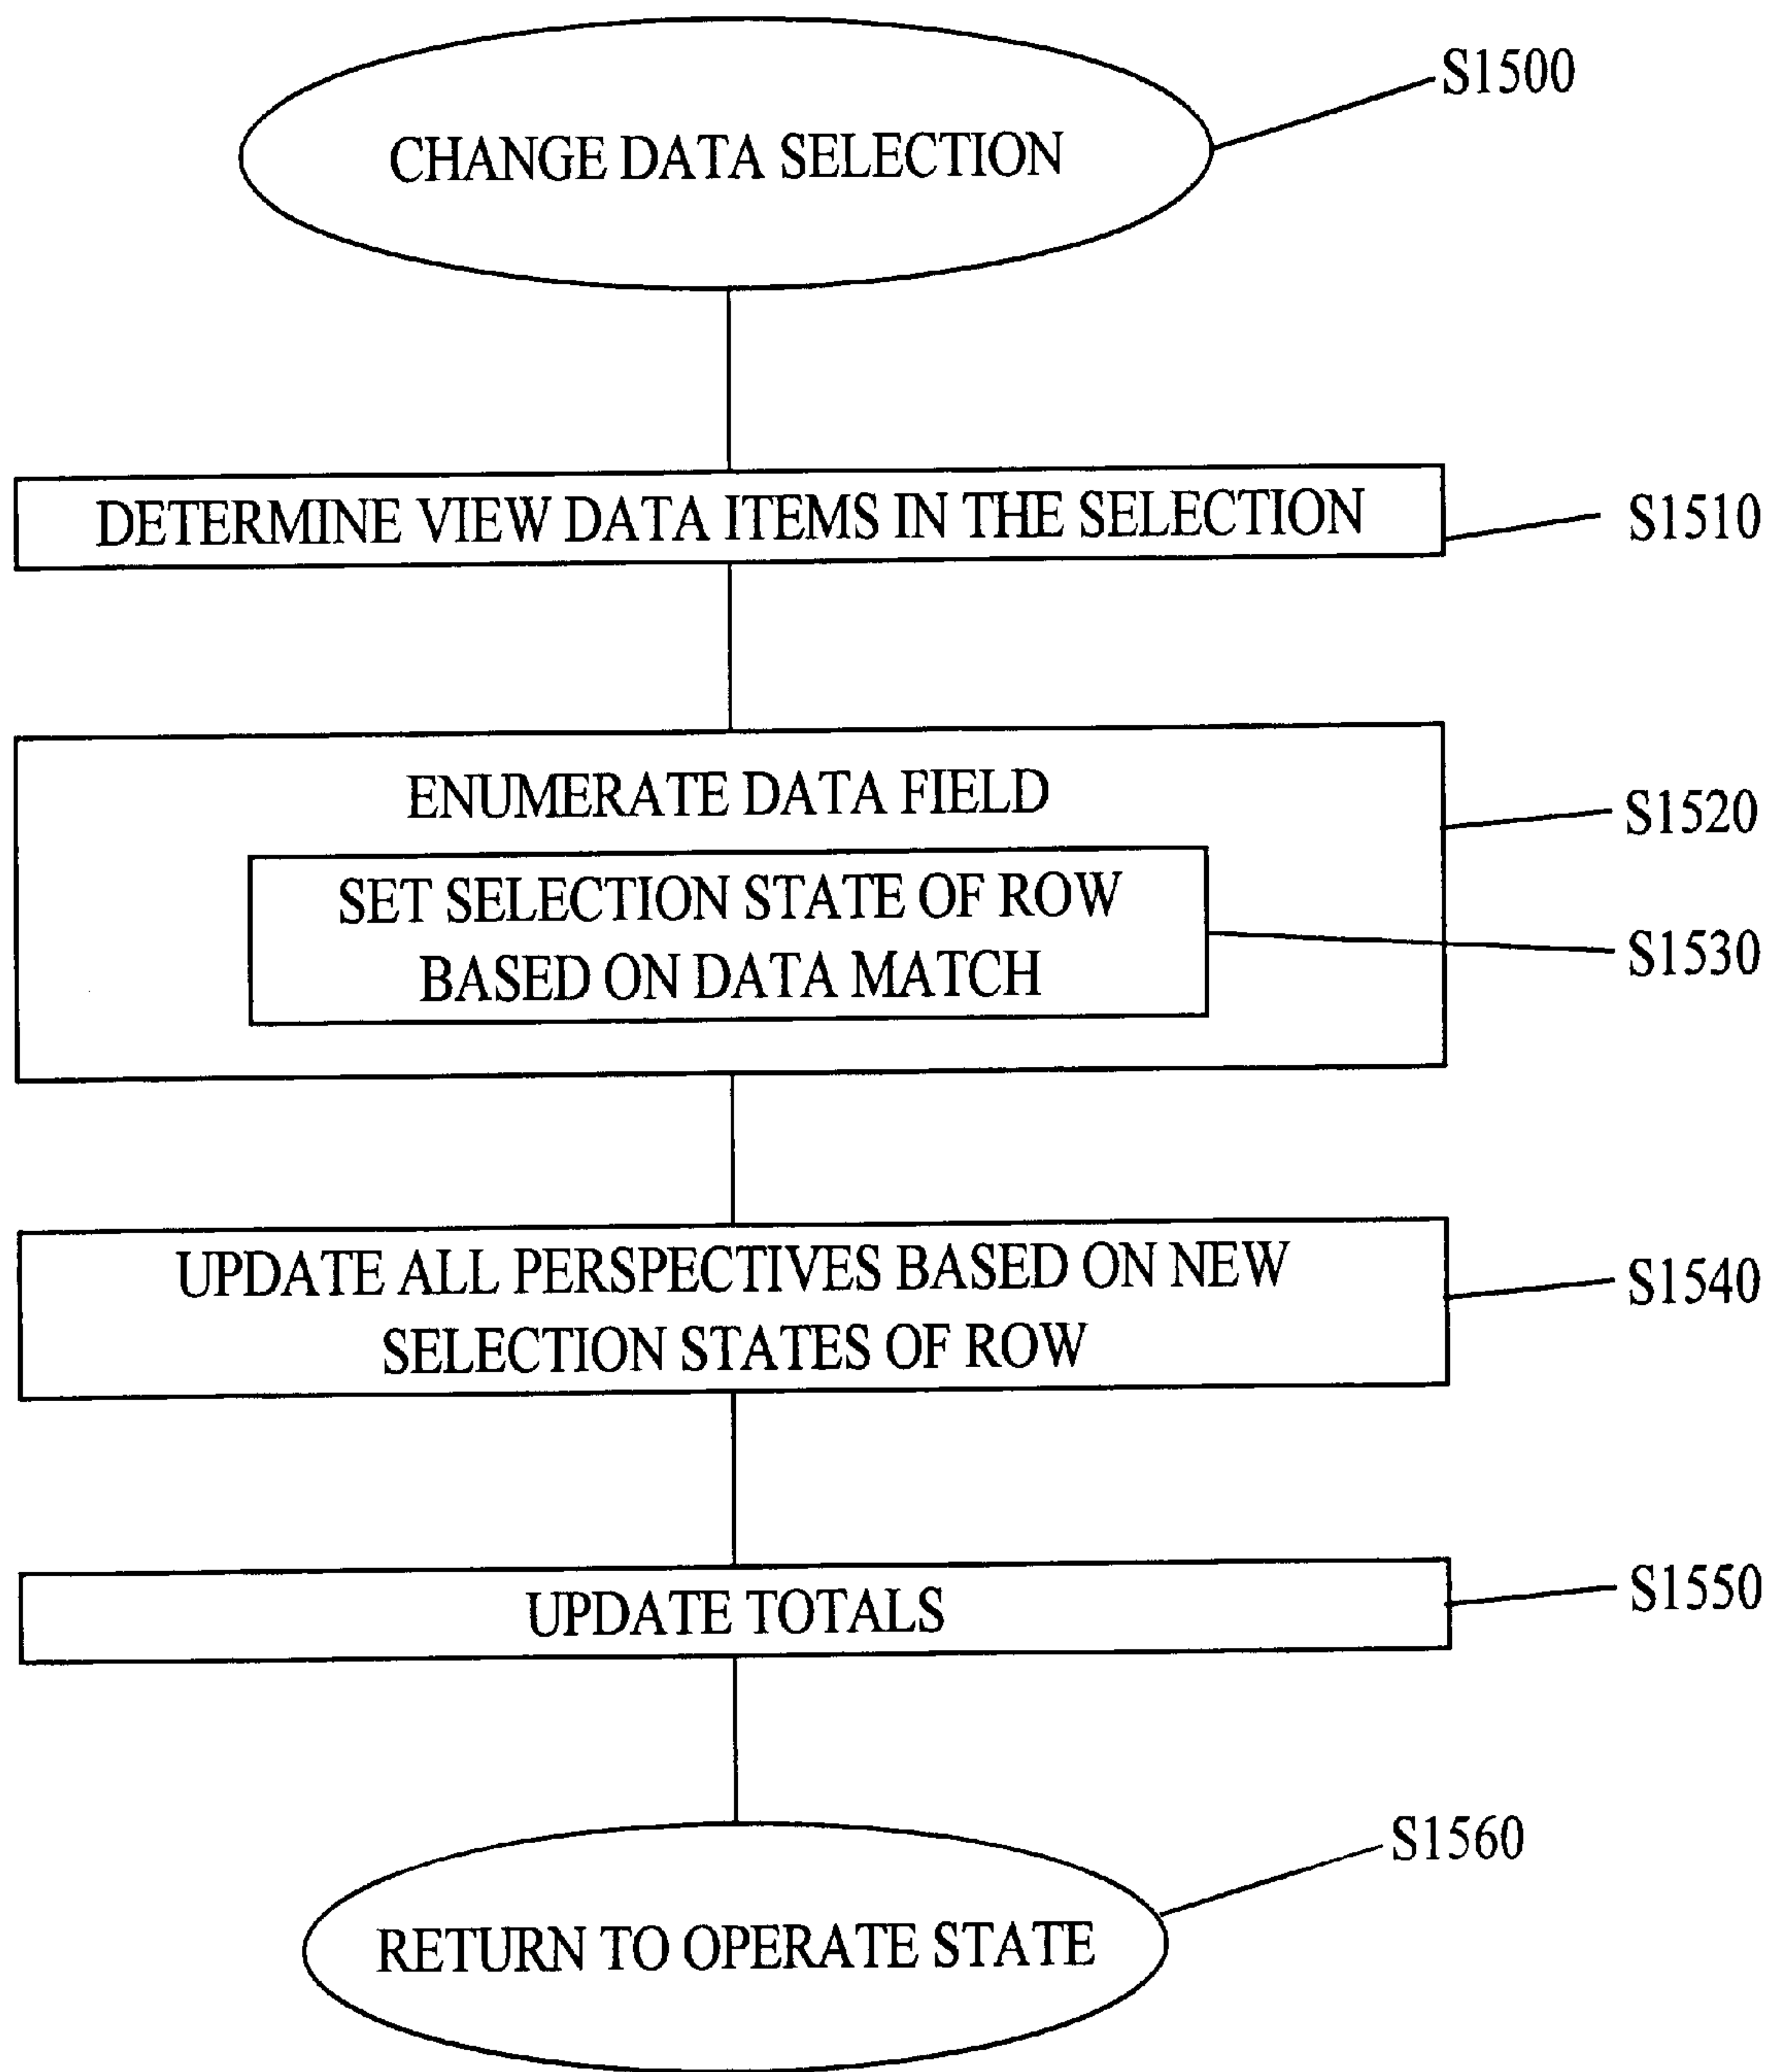 S1500
CHANGE DATA SELECTION
DETERMINE VIEW DATA ITEMS IN THE SELECTION
S1510
ENUMERATE DATA FIELD
S1520
SET SELECTION STATE OF ROW
BASED ON DATA MATCH
S1530
UPDATE ALL PERSPECTIVES BASED ON NEW
SELECTION STATES OF ROW
S1540
UPDATE TOTALS
S1550
S1560
RETURN TO OPERATE STATE